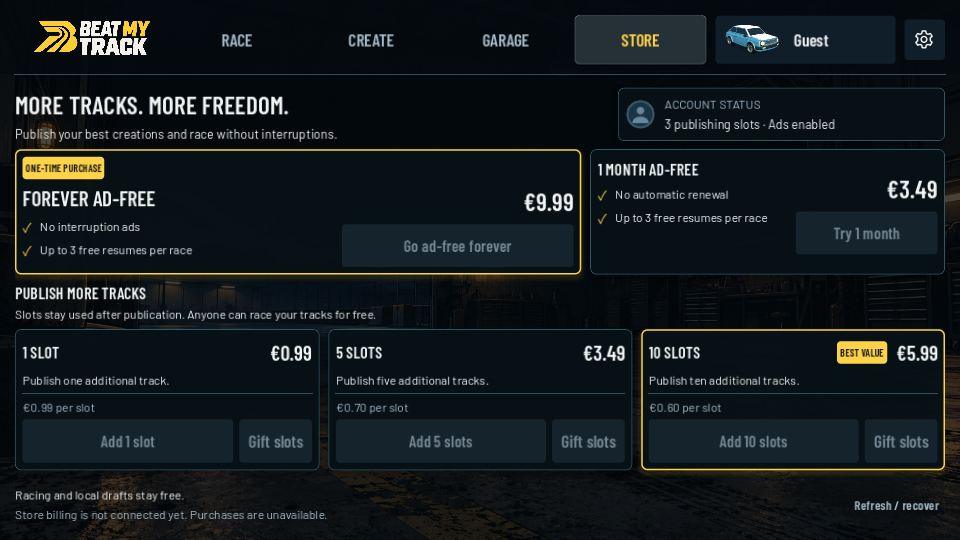 BEAT MY TRACK
RACE
CREATE
GARAGE
STORE
Guest
MORE TRACKS. MORE FREEDOM.
Publish your best creations and race without interruptions.
ACCOUNT STATUS
3 publishing slots · Ads enabled
ONE-TIME PURCHASE
FOREVER AD-FREE
€9.99
✓ No interruption ads
✓ Up to 3 free resumes per race
Go ad-free forever
1 MONTH AD-FREE
€3.49
✓ No automatic renewal
✓ Up to 3 free resumes per race
Try 1 month
PUBLISH MORE TRACKS
Slots stay used after publication. Anyone can race your tracks for free.
1 SLOT
€0.99
Publish one additional track.
€0.99 per slot
Add 1 slot
Gift slots
5 SLOTS
€3.49
Publish five additional tracks.
€0.70 per slot
Add 5 slots
Gift slots
10 SLOTS
BEST VALUE
€5.99
Publish ten additional tracks.
€0.60 per slot
Add 10 slots
Gift slots
Racing and local drafts stay free.
Store billing is not connected yet. Purchases are unavailable.
Refresh / recover